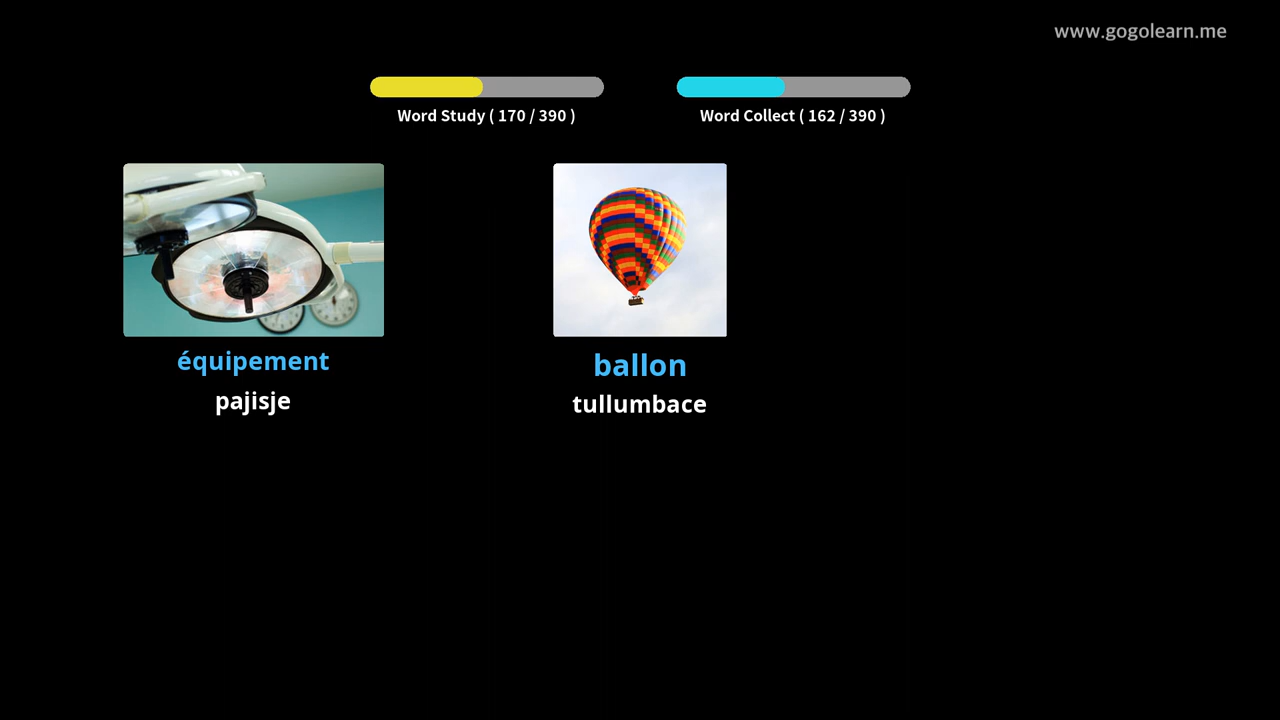 www.gogolearn.me
Word Study ( 170 / 390 )
Word Collect ( 162 / 390 )
équipement
pajisje
ballon
tullumbace